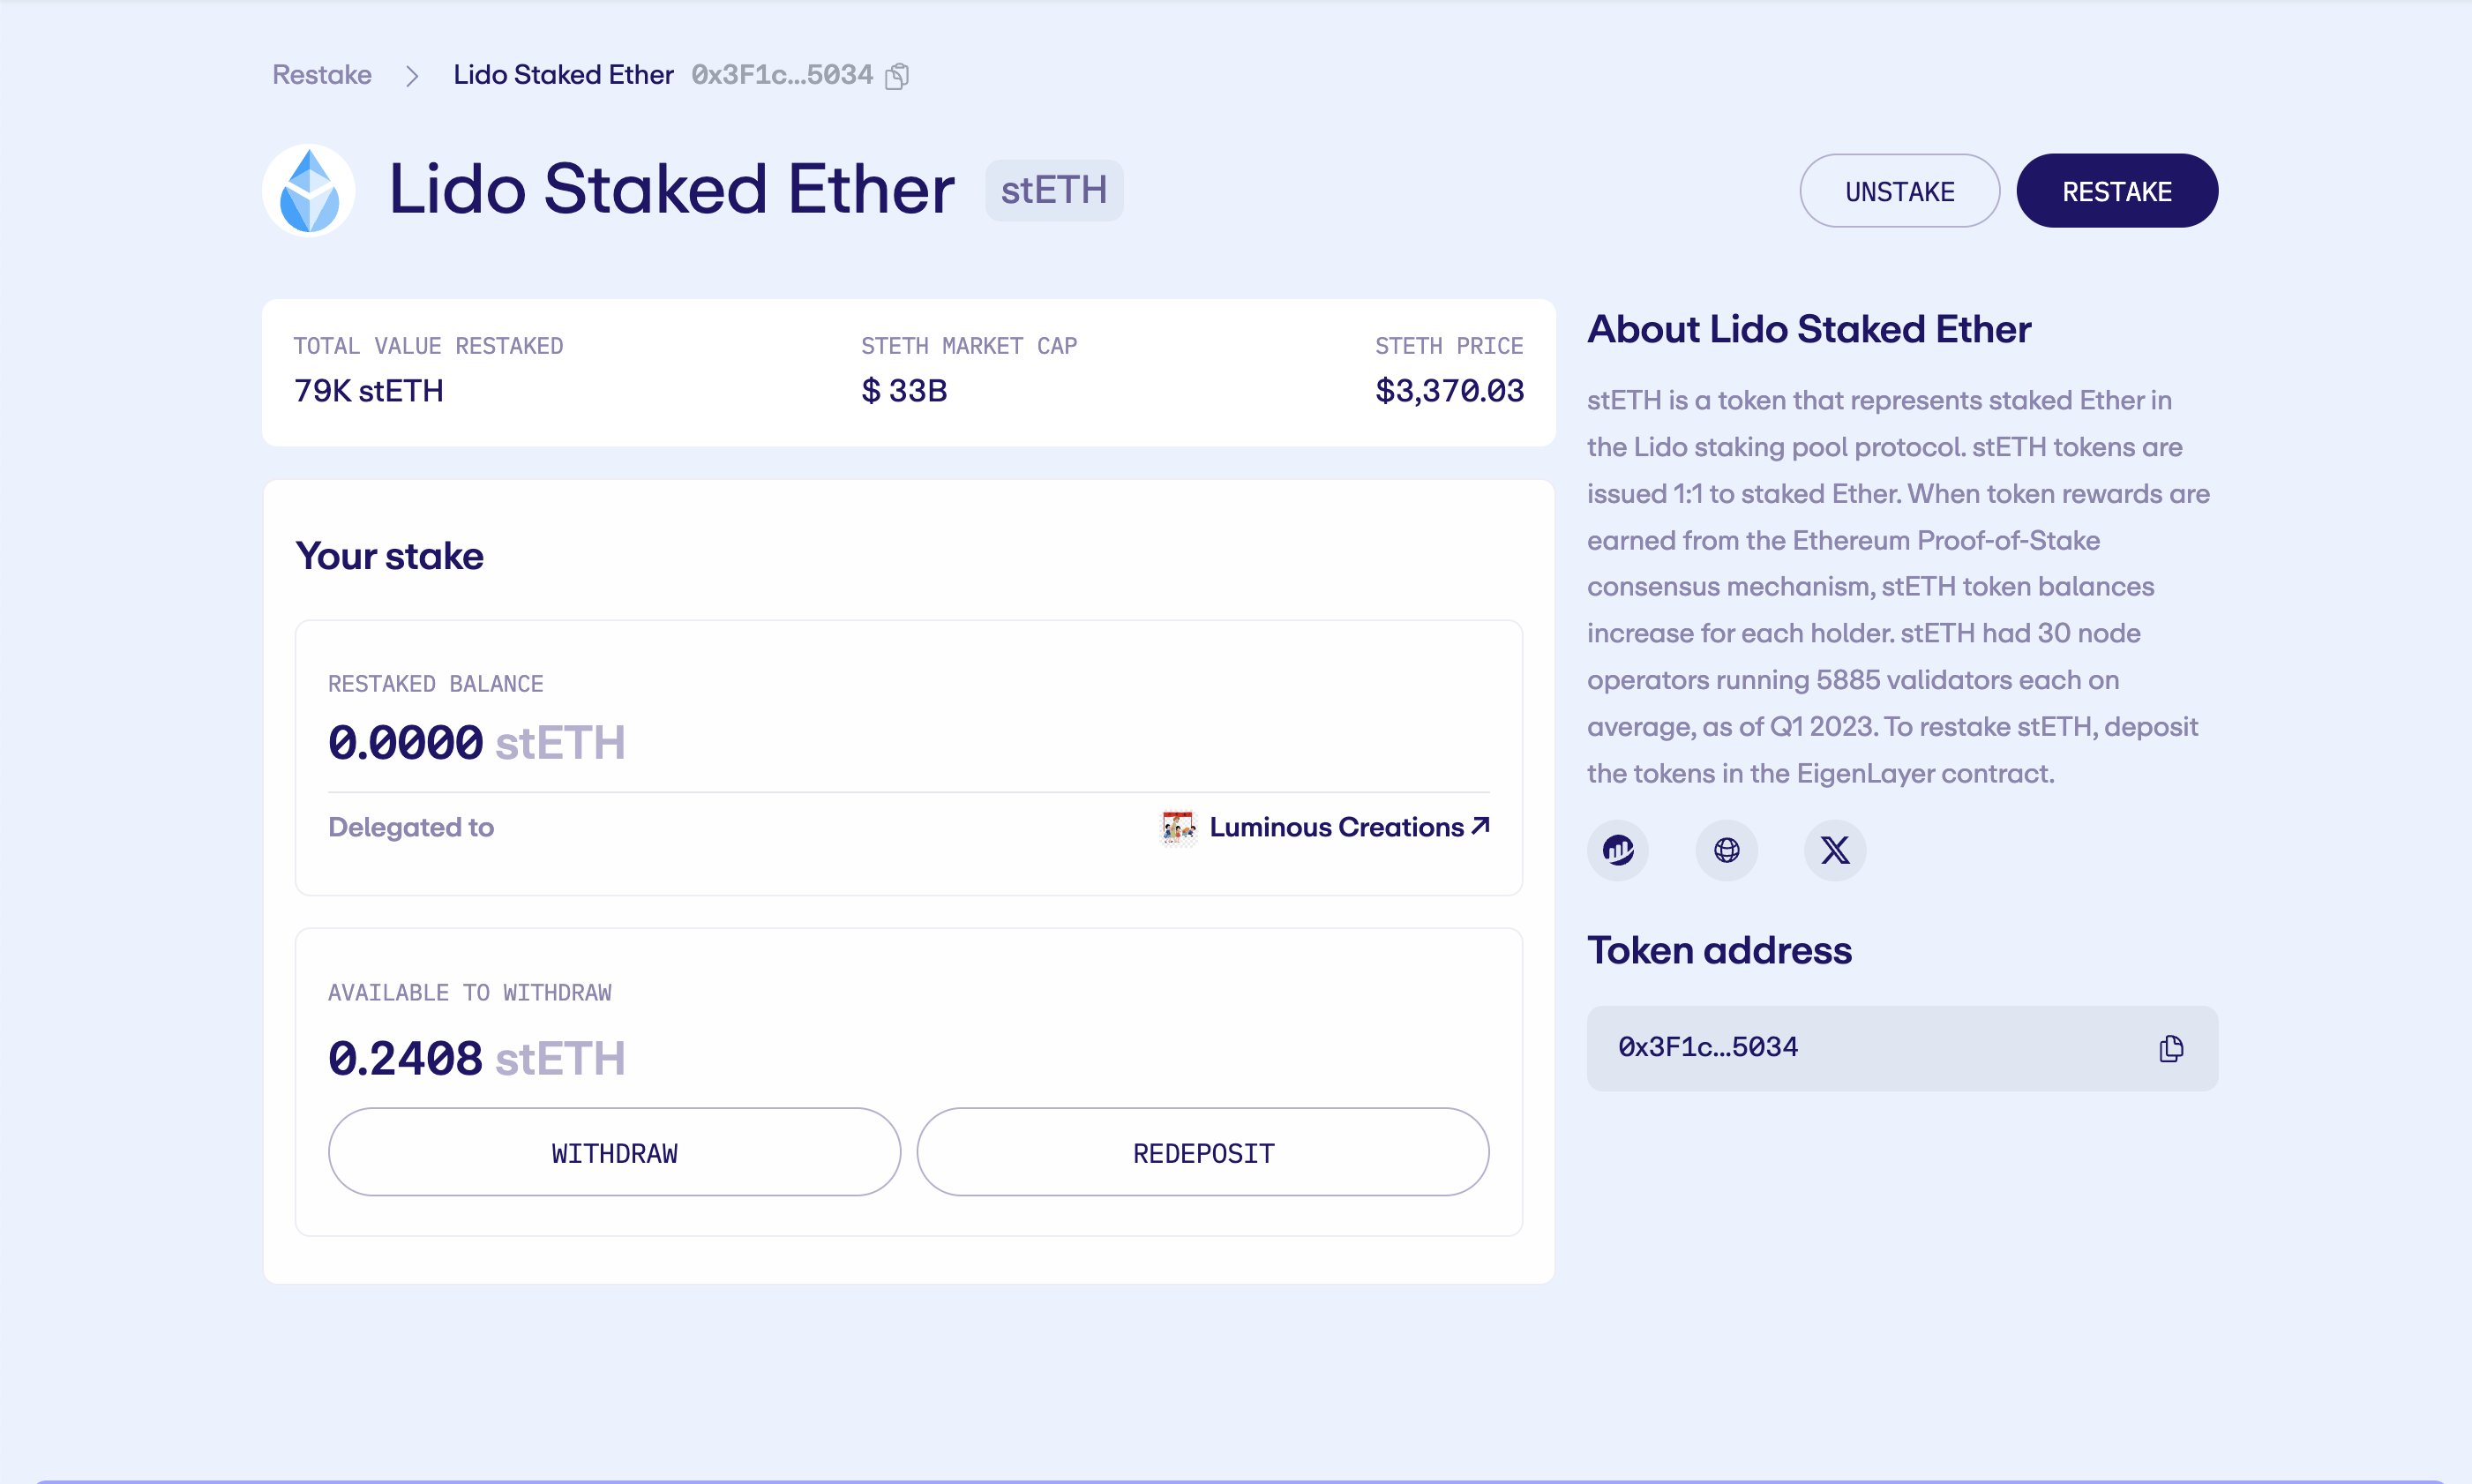 Restake > Lido Staked Ether 0x3F1c...5034
Lido Staked Ether stETH
UNSTAKE RESTAKE
TOTAL VALUE RESTAKED
79K stETH
STETH MARKET CAP
$ 33B
STETH PRICE
$3,370.03
Your stake
RESTAKED BALANCE
0.0000 stETH
Delegated to
Luminous Creations
AVAILABLE TO WITHDRAW
0.2408 stETH
WITHDRAW
REDEPOSIT
About Lido Staked Ether
stETH is a token that represents staked Ether in
the Lido staking pool protocol. stETH tokens are
issued 1:1 to staked Ether. When token rewards are
earned from the Ethereum Proof-of-Stake
consensus mechanism, stETH token balances
increase for each holder. stETH had 30 node
operators running 5885 validators each on
average, as of Q1 2023. To restake stETH, deposit
the tokens in the EigenLayer contract.
Token address
0x3F1c...5034